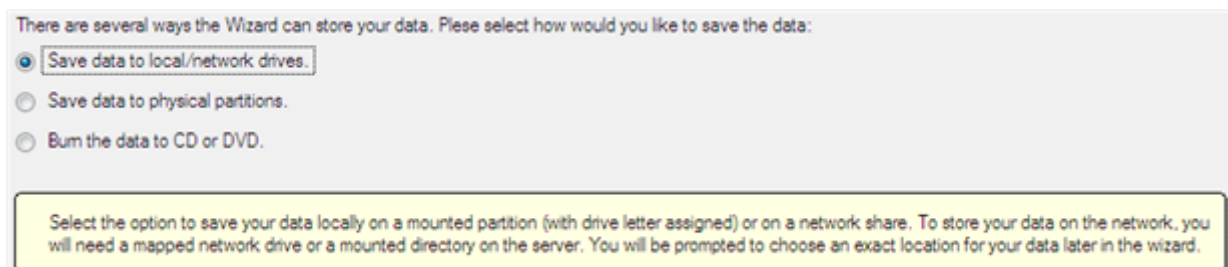 There are several ways the Wizard can store your data. Plese select how would you like to save the data:
Save data to local/network drives.
Save data to physical partitions.
Burn the data to CD or DVD.
Select the option to save your data locally on a mounted partition (with drive letter assigned) or on a network share. To store your data on the network, you
will need a mapped network drive or a mounted directory on the server. You will be prompted to choose an exact location for your data later in the wizard.